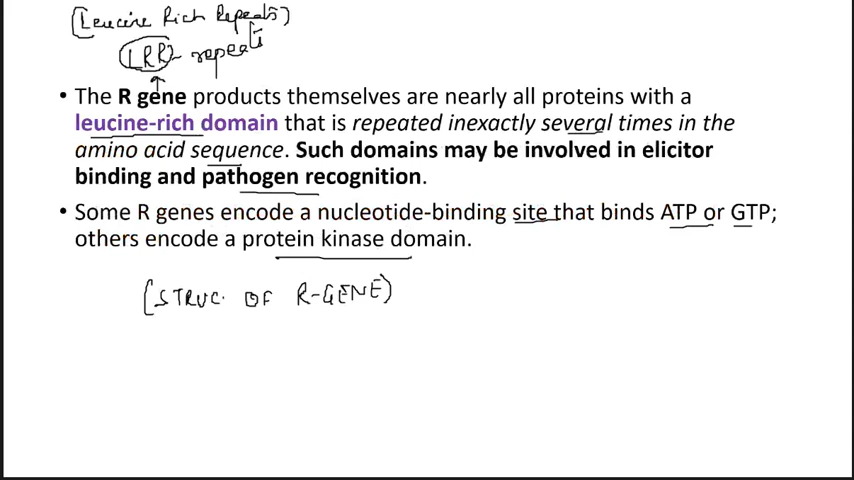 (Leucine Rich Repeats)
LRR - repeats
• The R gene products themselves are nearly all proteins with a
leucine-rich domain that is repeated inexactly several times in the
amino acid sequence. Such domains may be involved in elicitor
binding and pathogen recognition.
• Some R genes encode a nucleotide-binding site that binds ATP or GTP;
others encode a protein kinase domain.
(STRUC. OF R-GENE)